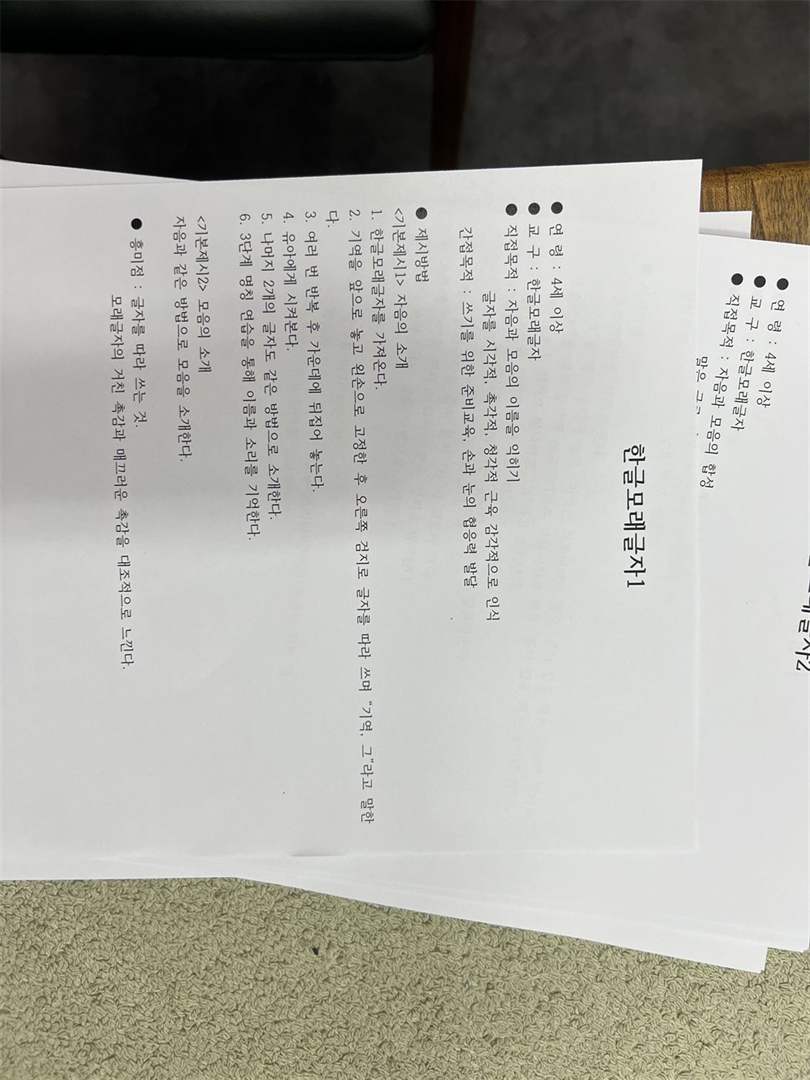 한글모래글자1
● 연 령 : 4세 이상
● 교 구 : 한글모래글자
● 직접목적 : 자음과 모음의 이름을 익히기
글자를 시각적, 촉각적, 청각적 근육 감각적으로 인식
간접목적 : 쓰기를 위한 준비교육, 손과 눈의 협응력 발달
● 제시방법
<기본제시1> 자음의 소개
1. 한글모래글자를 가져온다.
2. 기역을 앞으로 놓고 왼손으로 고정한 후 오른쪽 검지로 글자를 따라 쓰며 “기역, 그”라고 말한
다.
3. 여러 번 반복 후 가운데에 뒤집어 놓는다.
4. 유아에게 시켜본다.
5. 나머지 2개의 글자도 같은 방법으로 소개한다.
6. 3단계 명칭 연습을 통해 이름과 소리를 기억한다.
<기본제시2> 모음의 소개
자음과 같은 방법으로 모음을 소개한다.
● 흥미점 : 글자를 따라 쓰는 것.
모래글자의 거친 촉감과 매끄러운 촉감을 대조적으로 느낀다.
● 연 령 : 4세 이상
● 교 구 : 한글모래글자
● 직접목적 : 자음과 모음의 합성